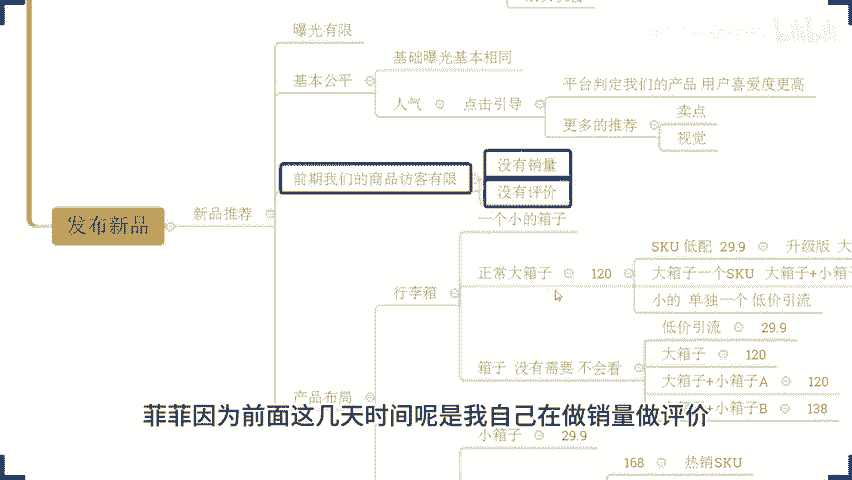 曝光有限
基本公平
基础曝光基本相同
人气
点击引导
平台判定我们的产品 用户喜爱度更高
更多的推荐
卖点
视觉
前期我们的商品访客有限
没有销量
没有评价
发布新品
新品推荐
一个小的箱子
行李箱
正常大箱子
120
SKU 低配 29.9
升级版 大
大箱子一个SKU 大箱子+小箱子
小的 单独一个 低价引流
箱子 没有需要 不会看
低价引流
29.9
大箱子
120
大箱子+小箱子A
120
大箱子+小箱子B
138
产品布局
菲菲因为前面这几天时间呢是我自己在做销量做评价
小箱子
29.9
168
热销SKU
bilibili